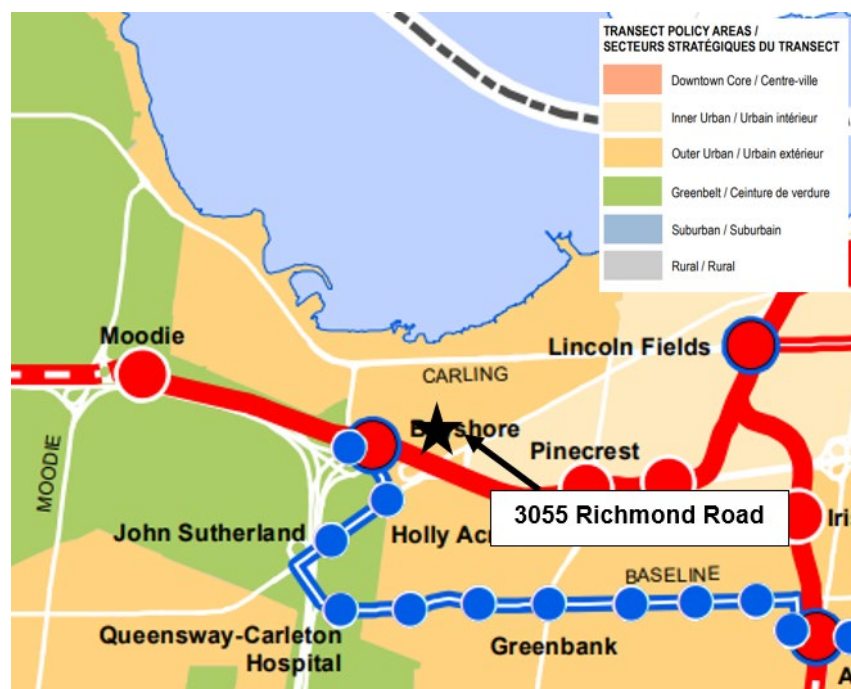 TRANSECT POLICY AREAS /
SECTEURS STRATÉGIQUES DU TRANSECT
Downtown Core / Centre-ville
Inner Urban / Urbain intérieur
Outer Urban / Urbain extérieur
Greenbelt / Ceinture de verdure
Suburban / Suburbain
Rural / Rural
Moodie
Lincoln Fields
CARLING
Pinecrest
MOODIE
3055 Richmond Road
John Sutherland
Holly
BASELINE
Queensway-Carleton
Hospital
Greenbank